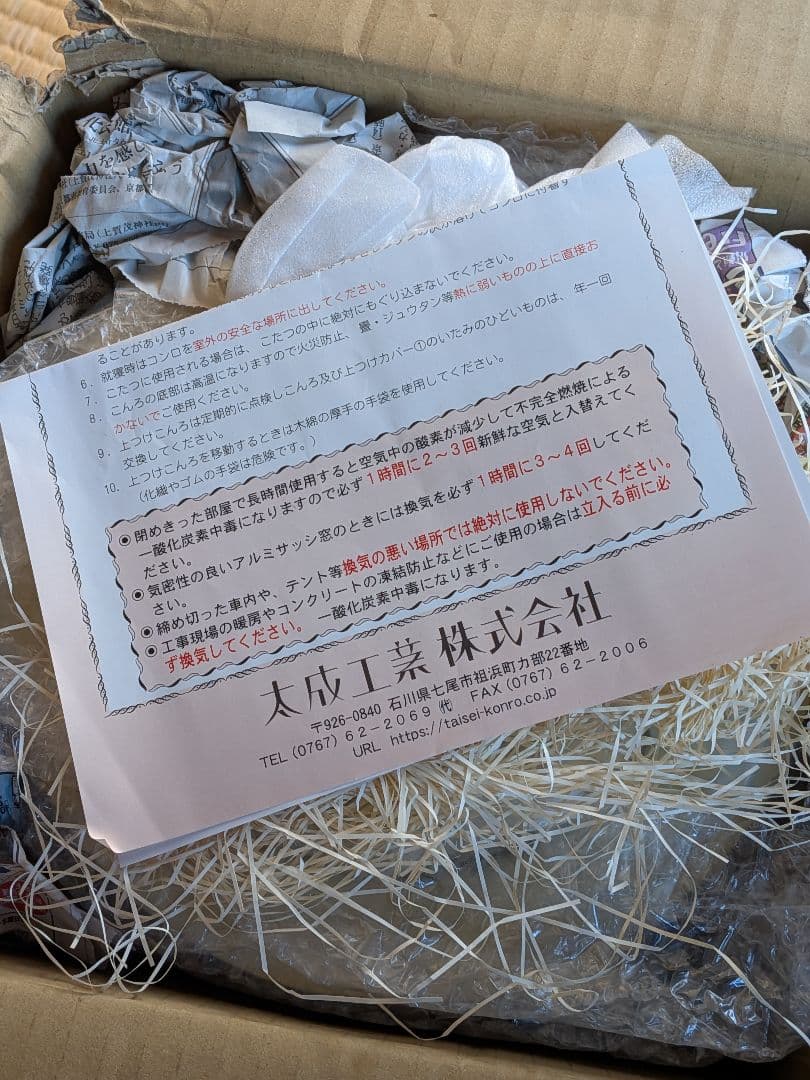 ることがあります。
6. 就寝時はコンロを室外の安全な場所に出してください。
7. こたつに使用される場合は、こたつの中に絶対にもぐり込まないでください。
8. こんろの底部は高温になりますので火災防止、畳・ジュウタン等熱に弱いものの上に直接お
かないでご使用ください。
9. 上つけこんろは定期的に点検しこんろ及び上つけカバー①のいたみのひどいものは、年一回
交換してください。
10. 上つけこんろを移動するときは木綿の厚手の手袋を使用してください。
(化繊やゴムの手袋は危険です。)
◉閉めきった部屋で長時間使用すると空気中の酸素が減少して不完全燃焼による
一酸化炭素中毒になりますので必ず1時間に2～3回新鮮な空気と入替えてく
ださい。
◉気密性の良いアルミサッシ窓のときには換気を必ず1時間に3～4回してくだ
さい。
◉締め切った車内や、テント等換気の悪い場所では絶対に使用しないでください。
◉工事現場の暖房やコンクリートの凍結防止などにご使用の場合は立入る前に必
ず換気してください。 一酸化炭素中毒になります。
太成工業株式会社
〒926-0840 石川県七尾市祖浜町力部22番地
TEL(0767)62-2069㈹ FAX(0767)62-2006
URL https://taisei-konro.co.jp